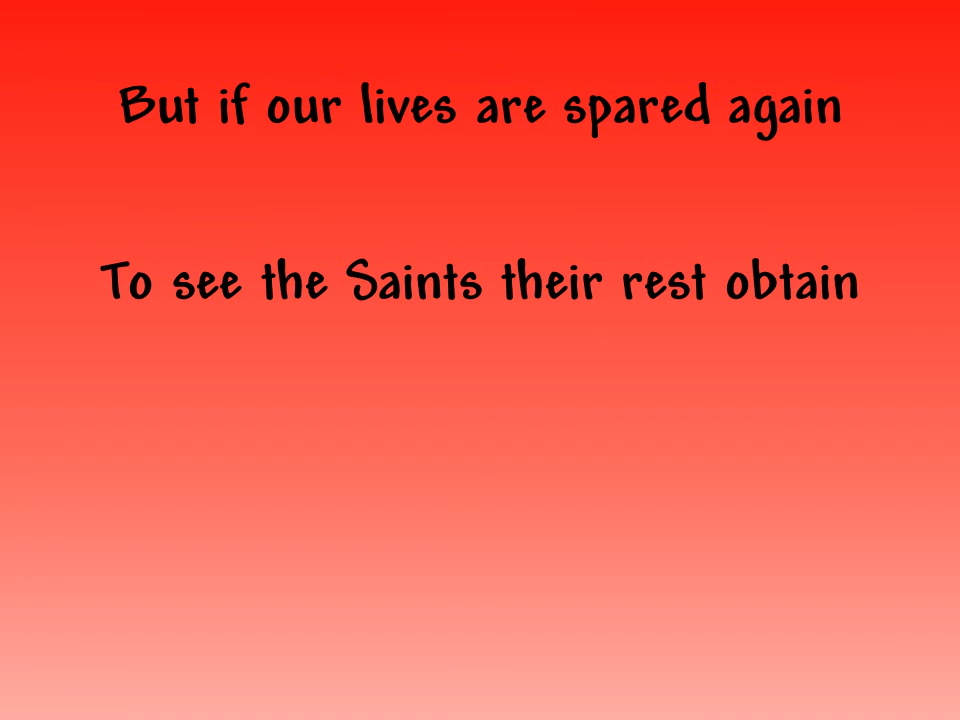 But if our lives are spared again
To see the Saints their rest obtain